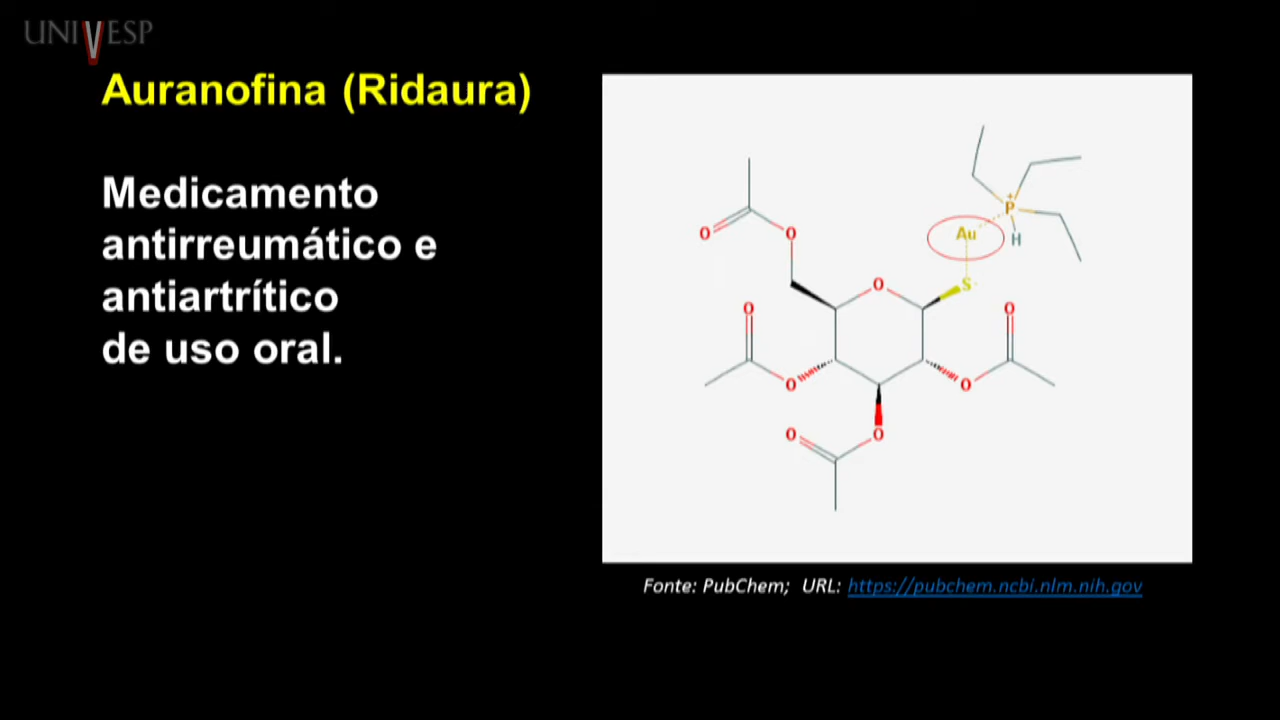 UNIVESP
Auranofina (Ridaura)
Medicamento
antirreumático e
antiartrítico
de uso oral.
P
+
Au
H
S
O
O
O
O
O
O
O
O
O
Fonte: PubChem; URL: https://pubchem.ncbi.nlm.nih.gov